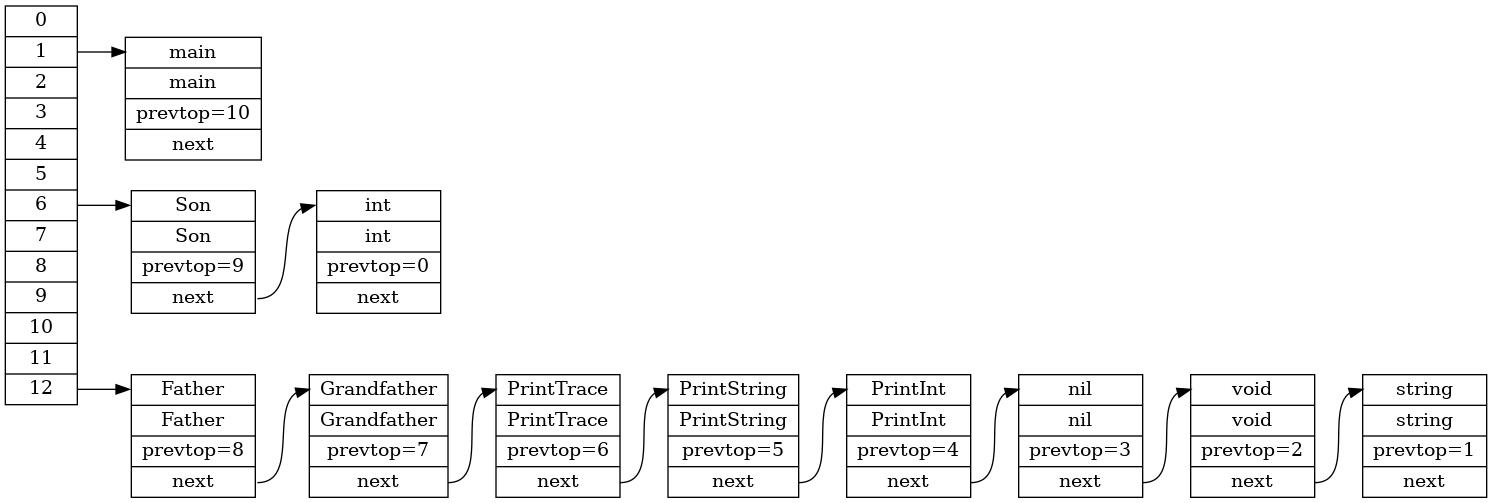 0
1
2
3
4
5
6
7
8
9
10
11
12
main
main
prevtop=10
next
Son
Son
prevtop=9
next
int
int
prevtop=0
next
Father
Father
prevtop=8
next
Grandfather
Grandfather
prevtop=7
next
PrintTrace
PrintTrace
prevtop=6
next
PrintString
PrintString
prevtop=5
next
PrintInt
PrintInt
prevtop=4
next
nil
nil
prevtop=3
next
void
void
prevtop=2
next
string
string
prevtop=1
next